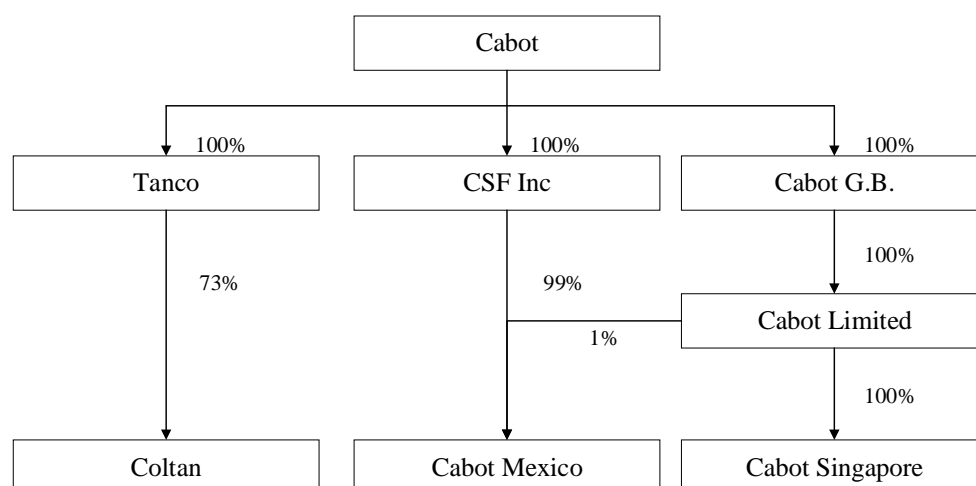 Cabot
100%
100%
100%
Tanco
CSF Inc
Cabot G.B.
100%
73%
99%
Cabot Limited
1%
100%
Coltan
Cabot Mexico
Cabot Singapore